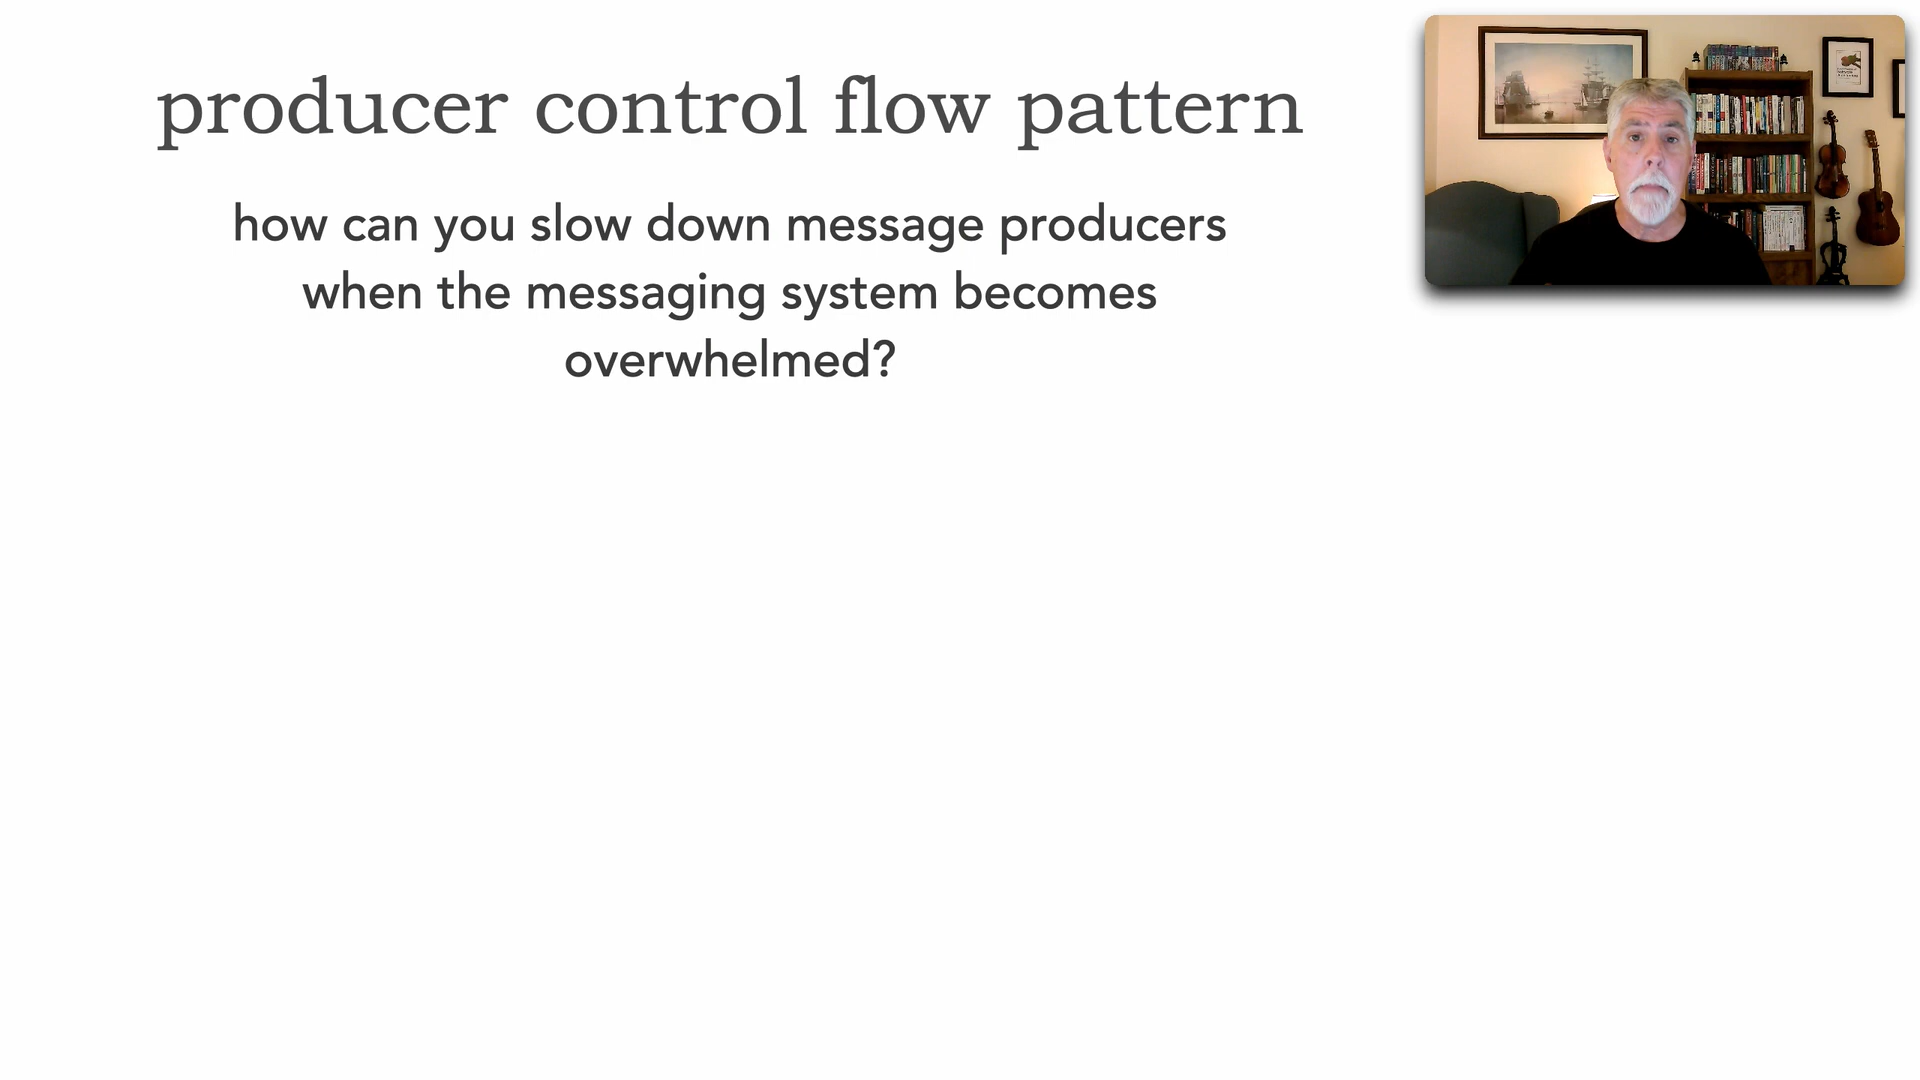 producer control flow pattern
how can you slow down message producers
when the messaging system becomes
overwhelmed?